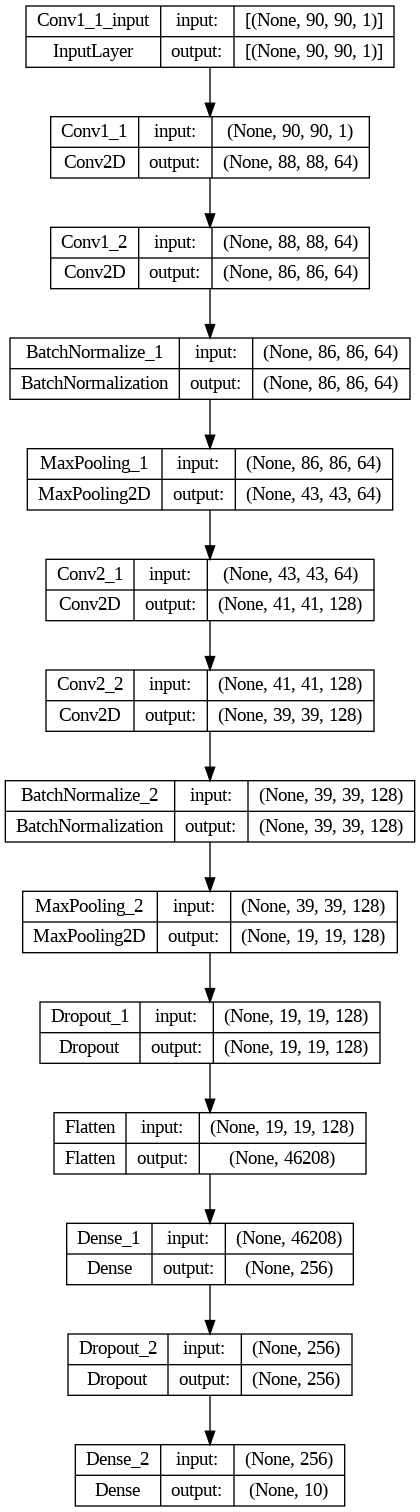 Conv1_1_input input: [(None, 90, 90, 1)]
InputLayer output: [(None, 90, 90, 1)]
Conv1_1 input: (None, 90, 90, 1)
Conv2D output: (None, 88, 88, 64)
Conv1_2 input: (None, 88, 88, 64)
Conv2D output: (None, 86, 86, 64)
BatchNormalize_1 input: (None, 86, 86, 64)
BatchNormalization output: (None, 86, 86, 64)
MaxPooling_1 input: (None, 86, 86, 64)
MaxPooling2D output: (None, 43, 43, 64)
Conv2_1 input: (None, 43, 43, 64)
Conv2D output: (None, 41, 41, 128)
Conv2_2 input: (None, 41, 41, 128)
Conv2D output: (None, 39, 39, 128)
BatchNormalize_2 input: (None, 39, 39, 128)
BatchNormalization output: (None, 39, 39, 128)
MaxPooling_2 input: (None, 39, 39, 128)
MaxPooling2D output: (None, 19, 19, 128)
Dropout_1 input: (None, 19, 19, 128)
Dropout output: (None, 19, 19, 128)
Flatten input: (None, 19, 19, 128)
Flatten output: (None, 46208)
Dense_1 input: (None, 46208)
Dense output: (None, 256)
Dropout_2 input: (None, 256)
Dropout output: (None, 256)
Dense_2 input: (None, 256)
Dense output: (None, 10)